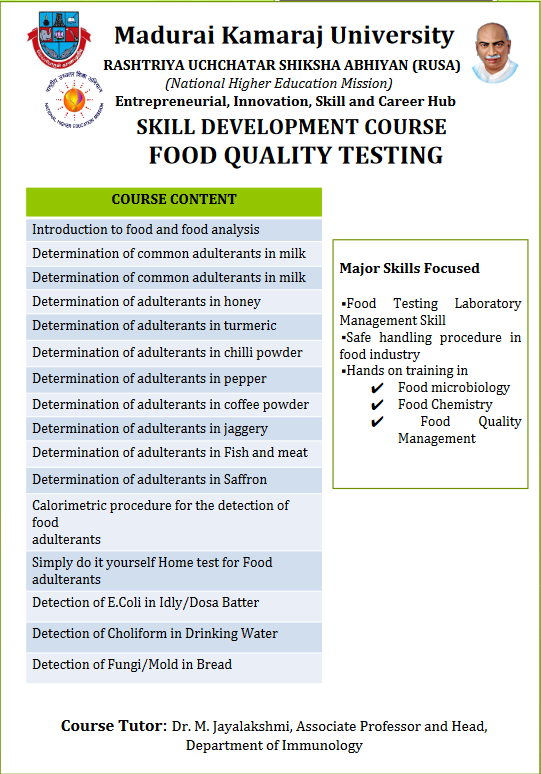 Madurai Kamaraj University
RASHTRIYA UCHCHATAR SHIKSHA ABHIYAN (RUSA)
(National Higher Education Mission)
Entrepreneurial, Innovation, Skill and Career Hub
SKILL DEVELOPMENT COURSE
FOOD QUALITY TESTING
NATIONAL HIGHER EDUCATION MISSION
COURSE CONTENT
Introduction to food and food analysis
Determination of common adulterants in milk
Determination of common adulterants in milk
Determination of adulterants in honey
Determination of adulterants in turmeric
Determination of adulterants in chilli powder
Determination of adulterants in pepper
Determination of adulterants in coffee powder
Determination of adulterants in jaggery
Determination of adulterants in Fish and meat
Determination of adulterants in Saffron
Calorimetric procedure for the detection of
food
adulterants
Simply do it yourself Home test for Food
adulterants
Detection of E.Coli in Idly/Dosa Batter
Detection of Choliform in Drinking Water
Detection of Fungi/Mold in Bread
Major Skills Focused
▪Food Testing Laboratory
Management Skill
▪Safe handling procedure in
food industry
▪Hands on training in
✔ Food microbiology
✔ Food Chemistry
✔ Food Quality
Management
Course Tutor: Dr. M. Jayalakshmi, Associate Professor and Head,
Department of Immunology